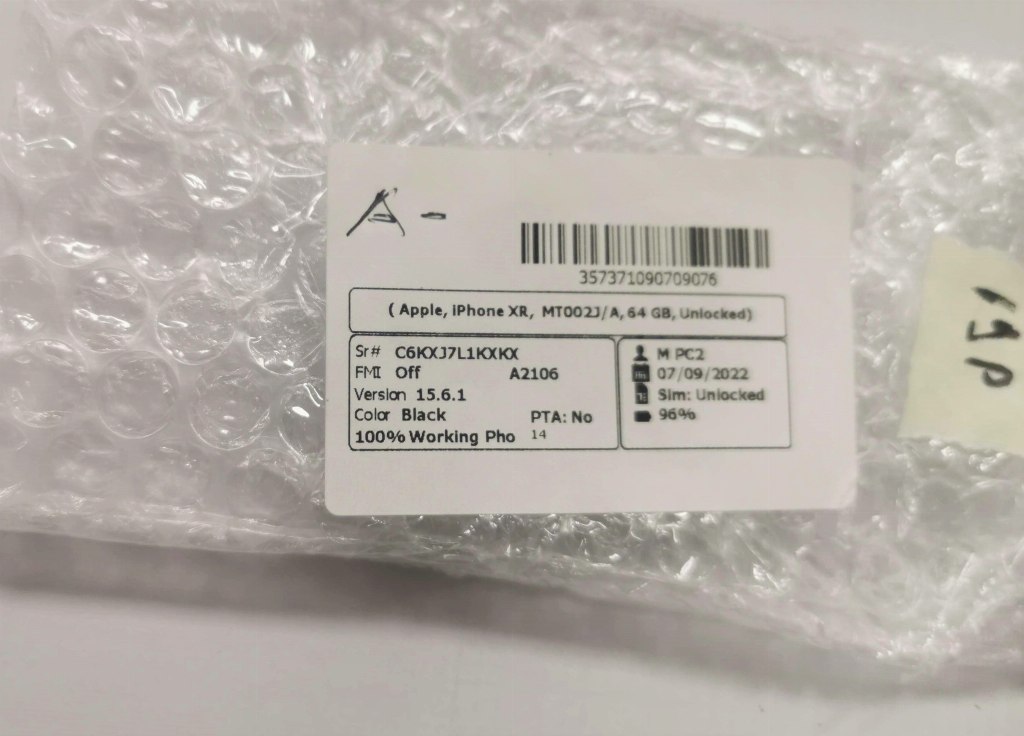 A -
357371090709076
( Apple, iPhone XR, MT002J/A, 64 GB, Unlocked)
Sr# C6KXJ7L1KXKX
FMI Off A2106
Version 15.6.1
Color Black PTA: No
100% Working Pho 14
M PC2
07/09/2022
Sim: Unlocked
96%